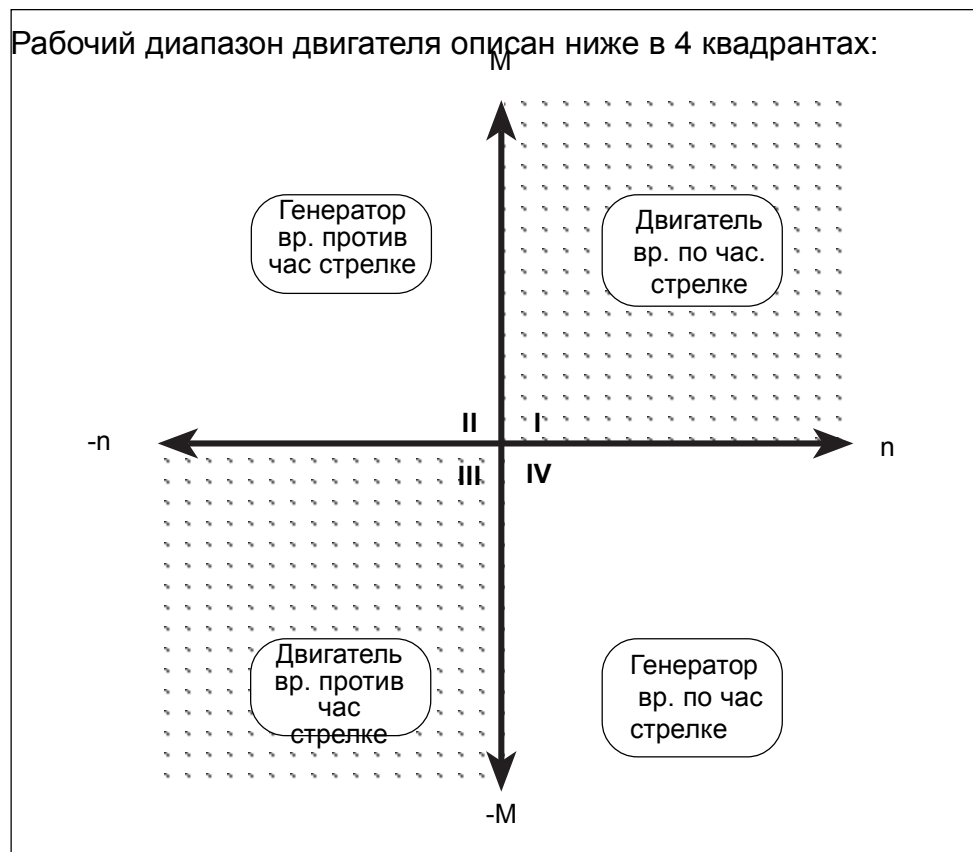 Рабочий диапазон двигателя описан ниже в 4 квадрантах:
M
Генератор
вр. против
час стрелке
Двигатель
вр. по час.
стрелке
II
I
-n
n
III
IV
Двигатель
вр. против
час
стрелке
Генератор
вр. по час
стрелке
-M